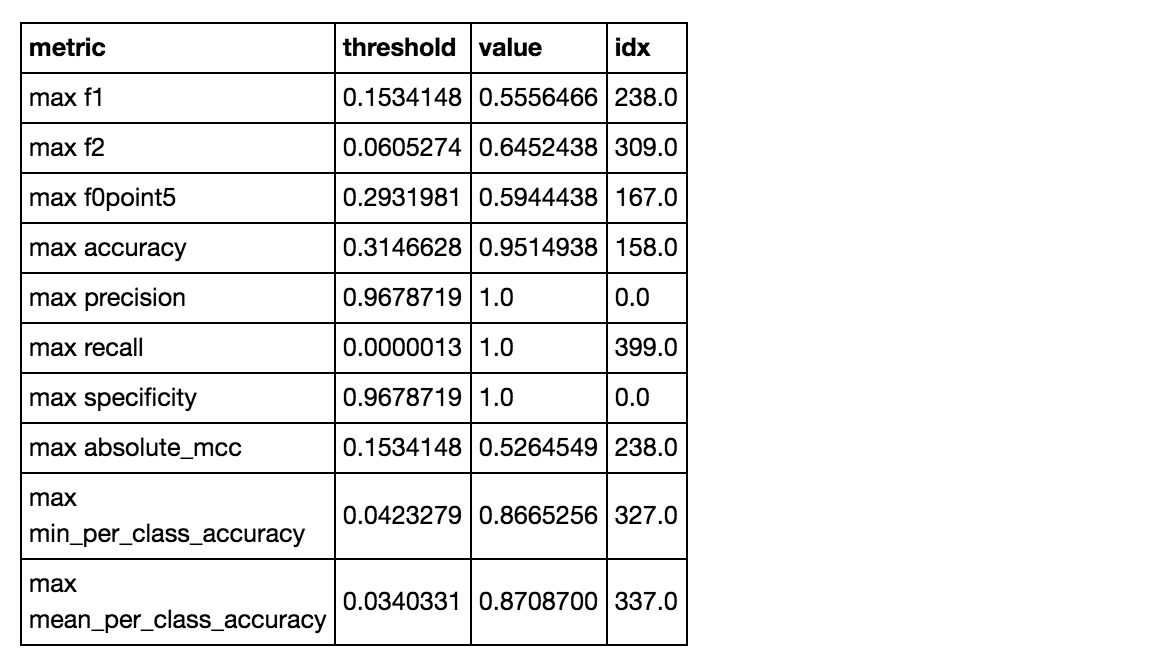 metric threshold value idx
max f1 0.1534148 0.5556466 238.0
max f2 0.0605274 0.6452438 309.0
max f0point5 0.2931981 0.5944438 167.0
max accuracy 0.3146628 0.9514938 158.0
max precision 0.9678719 1.0 0.0
max recall 0.0000013 1.0 399.0
max specificity 0.9678719 1.0 0.0
max absolute_mcc 0.1534148 0.5264549 238.0
max
min_per_class_accuracy 0.0423279 0.8665256 327.0
max
mean_per_class_accuracy 0.0340331 0.8708700 337.0